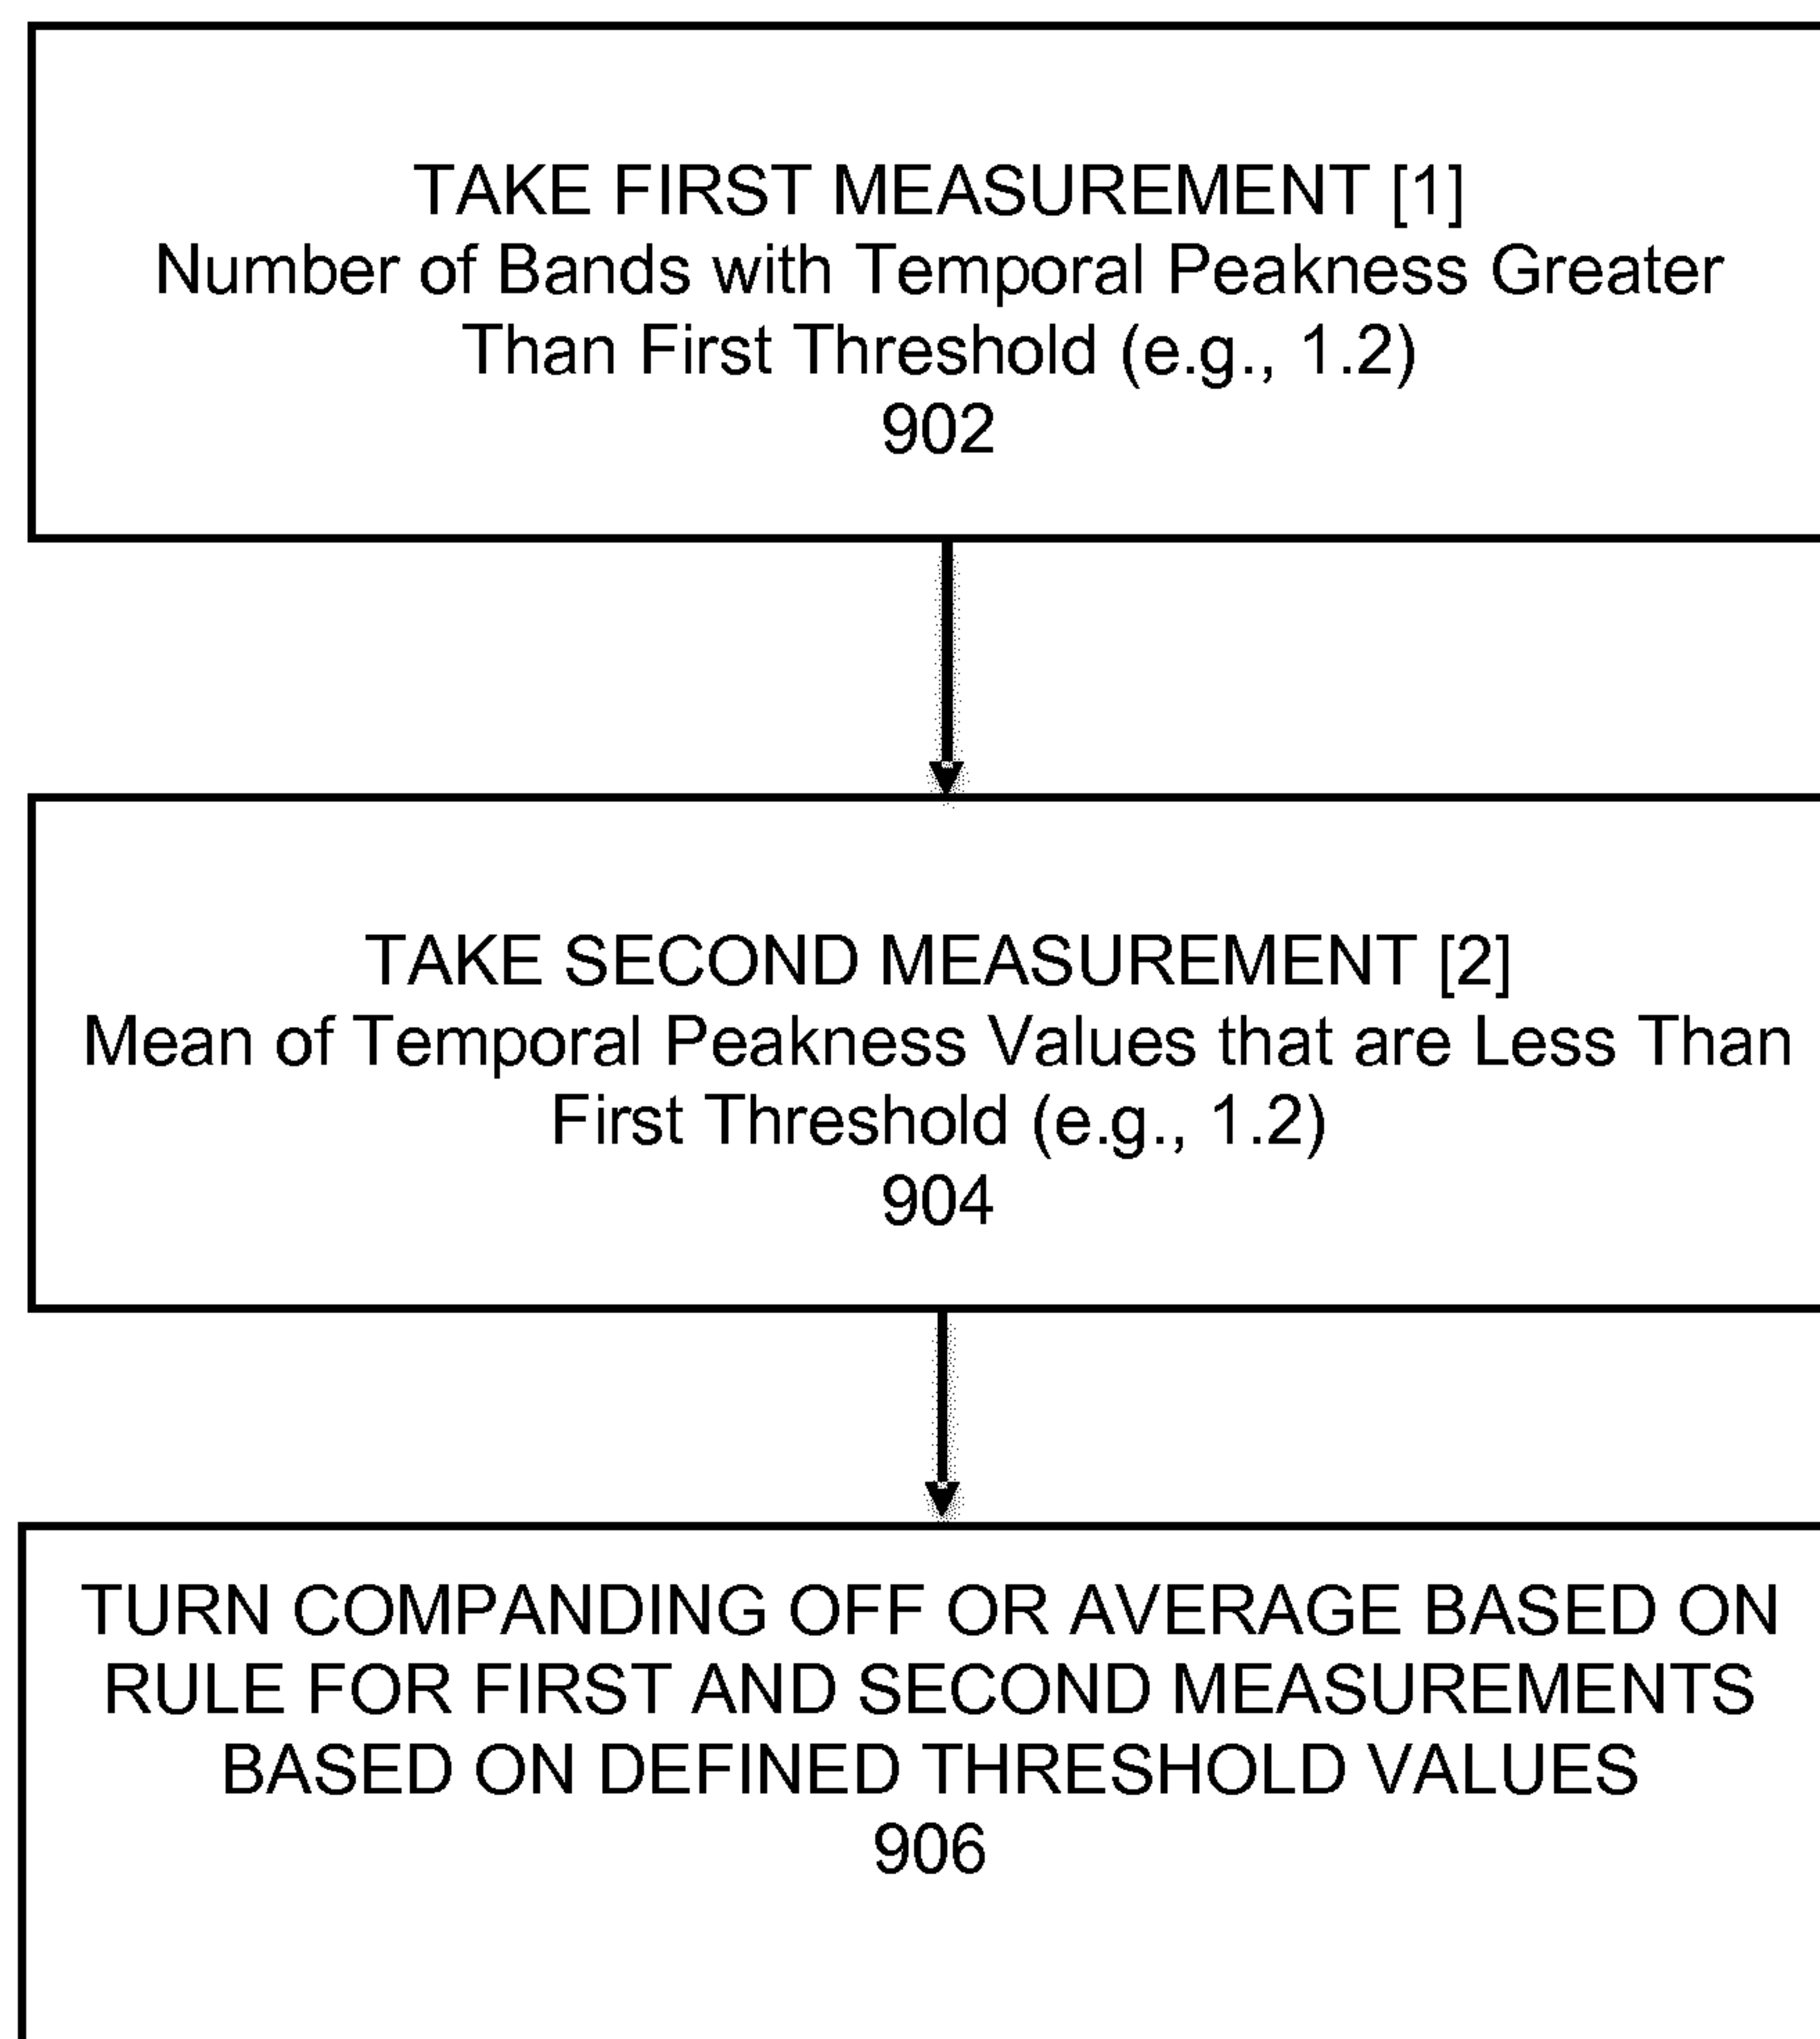 TAKE FIRST MEASUREMENT [1]
Number of Bands with Temporal Peakness Greater
Than First Threshold (e.g., 1.2)
902
TAKE SECOND MEASUREMENT [2]
Mean of Temporal Peakness Values that are Less Than
First Threshold (e.g., 1.2)
904
TURN COMPANDING OFF OR AVERAGE BASED ON
RULE FOR FIRST AND SECOND MEASUREMENTS
BASED ON DEFINED THRESHOLD VALUES
906